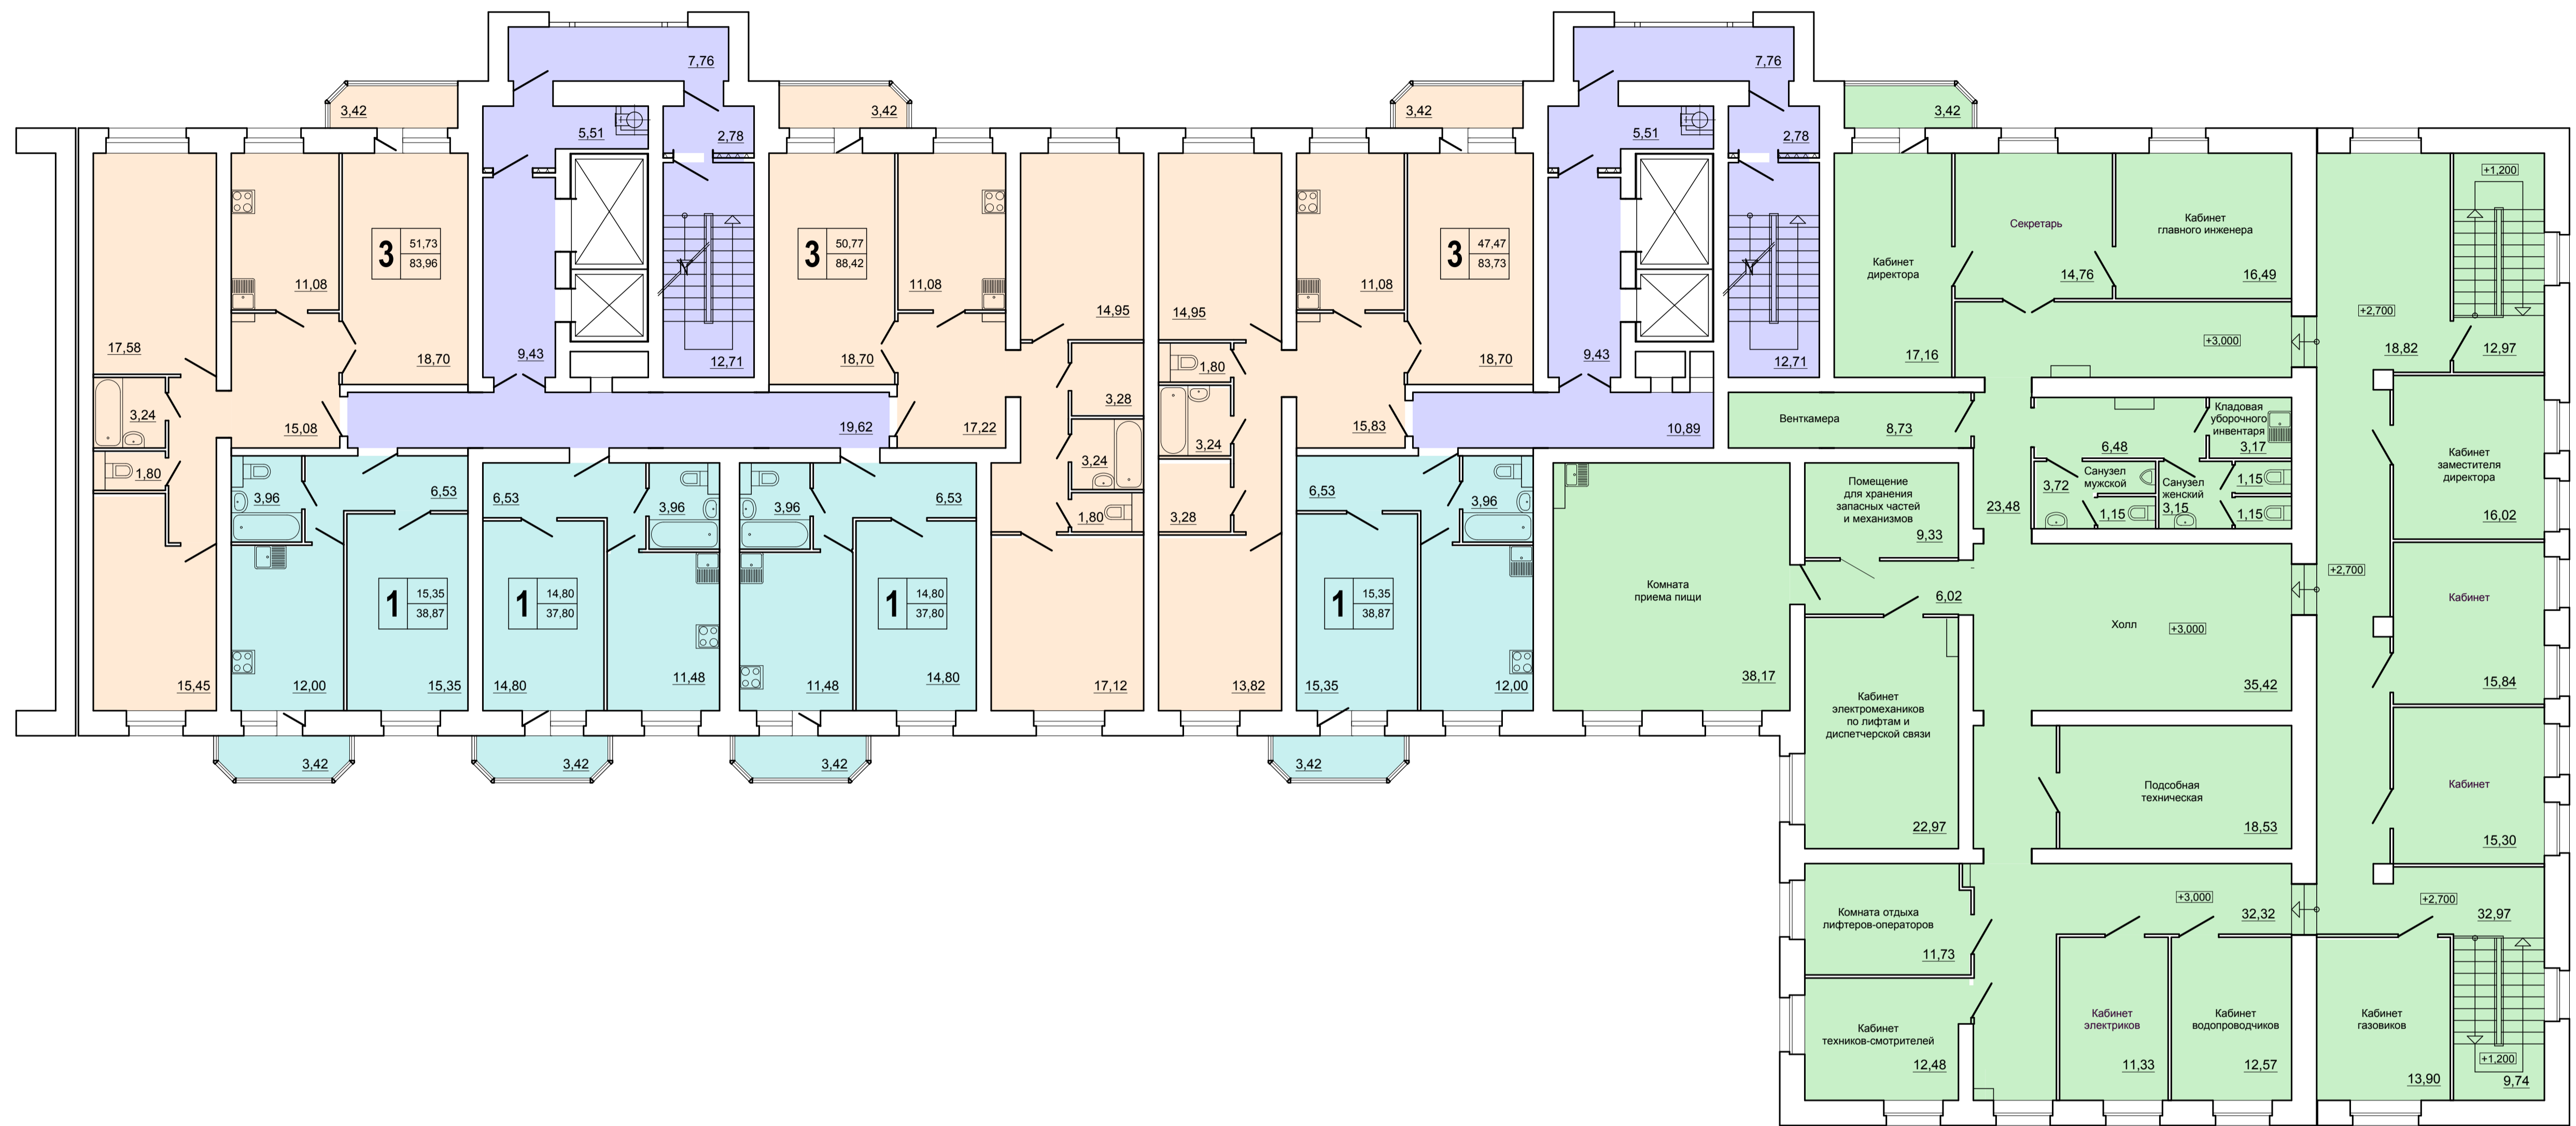 7,76
7,76
3,42
3,42
3,42
3,42
5,51
2,78
5,51
2,78
+1,200
3
51,73
83,96
3
50,77
88,42
3
47,47
83,73
Секретарь
Кабинет
главного инженера
Кабинет
директора
11,08
11,08
11,08
14,76
16,49
14,95
14,95
+2,700
+3,000
17,58
18,70
9,43
12,71
18,70
18,70
9,43
12,71
17,16
18,82
12,97
1,80
3,24
3,28
15,08
19,62
17,22
15,83
10,89
Венткамера
8,73
Кладовая
уборочного
инвентаря
3,17
6,48
3,24
3,24
1,80
3,96
6,53
6,53
3,96
3,96
6,53
1,80
3,28
6,53
3,96
Помещение
для хранения
запасных частей
и механизмов
9,33
23,48
Санузел
мужской
3,72
1,15
Санузел
женский
3,15
1,15
1,15
Кабинет
заместителя
директора
16,02
1
15,35
38,87
1
14,80
37,80
1
14,80
37,80
1
15,35
38,87
Комната
приема пищи
6,02
Холл
+3,000
+2,700
Кабинет
15,45
12,00
15,35
14,80
11,48
11,48
14,80
17,12
13,82
15,35
12,00
38,17
35,42
15,84
Кабинет
электромехаников
по лифтам и
диспетчерской связи
22,97
3,42
3,42
3,42
3,42
Подсобная
техническая
18,53
Кабинет
15,30
Комната отдыха
лифтеров-операторов
11,73
+3,000
32,32
+2,700
32,97
Кабинет
техников-смотрителей
12,48
Кабинет
электриков
11,33
Кабинет
водопроводчиков
12,57
Кабинет
газовиков
13,90
+1,200
9,74